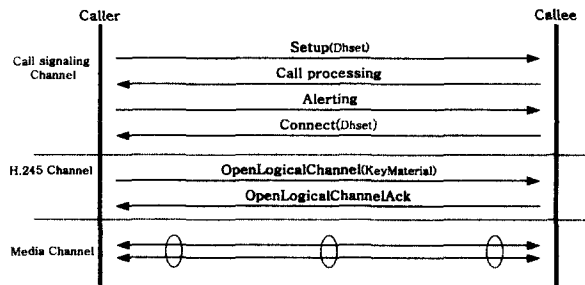 Caller
Callee
Call signaling
Channel
Setup(Dhset)
Call processing
Alerting
Connect(Dhset)
H.245 Channel
OpenLogicalChannel(KeyMaterial)
OpenLogicalChannelAck
Media Channel